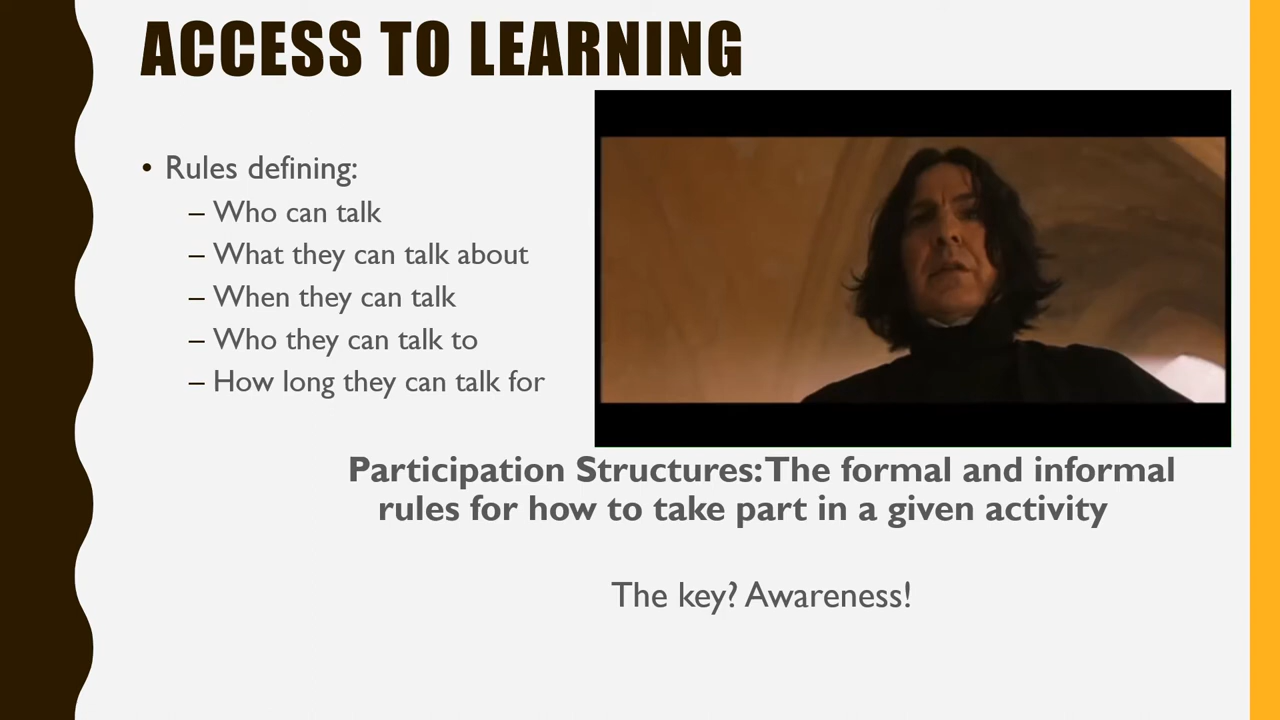 ACCESS TO LEARNING
• Rules defining:
– Who can talk
– What they can talk about
– When they can talk
– Who they can talk to
– How long they can talk for
Participation Structures: The formal and informal
rules for how to take part in a given activity
The key? Awareness!